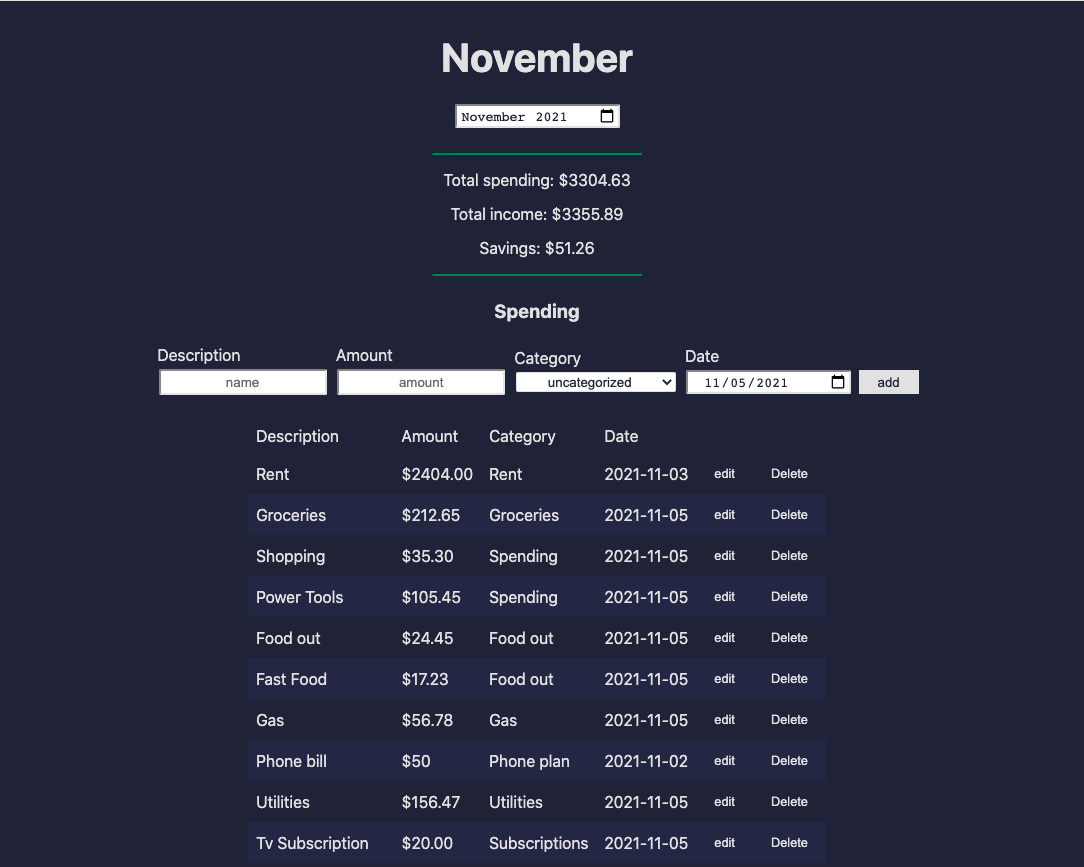 November
November 2021
Total spending: $3304.63
Total income: $3355.89
Savings: $51.26
Spending
Description Amount Category Date
name amount uncategorized 11/05/2021 add
Description Amount Category Date
Rent $2404.00 Rent 2021-11-03 edit Delete
Groceries $212.65 Groceries 2021-11-05 edit Delete
Shopping $35.30 Spending 2021-11-05 edit Delete
Power Tools $105.45 Spending 2021-11-05 edit Delete
Food out $24.45 Food out 2021-11-05 edit Delete
Fast Food $17.23 Food out 2021-11-05 edit Delete
Gas $56.78 Gas 2021-11-05 edit Delete
Phone bill $50 Phone plan 2021-11-02 edit Delete
Utilities $156.47 Utilities 2021-11-05 edit Delete
Tv Subscription $20.00 Subscriptions 2021-11-05 edit Delete